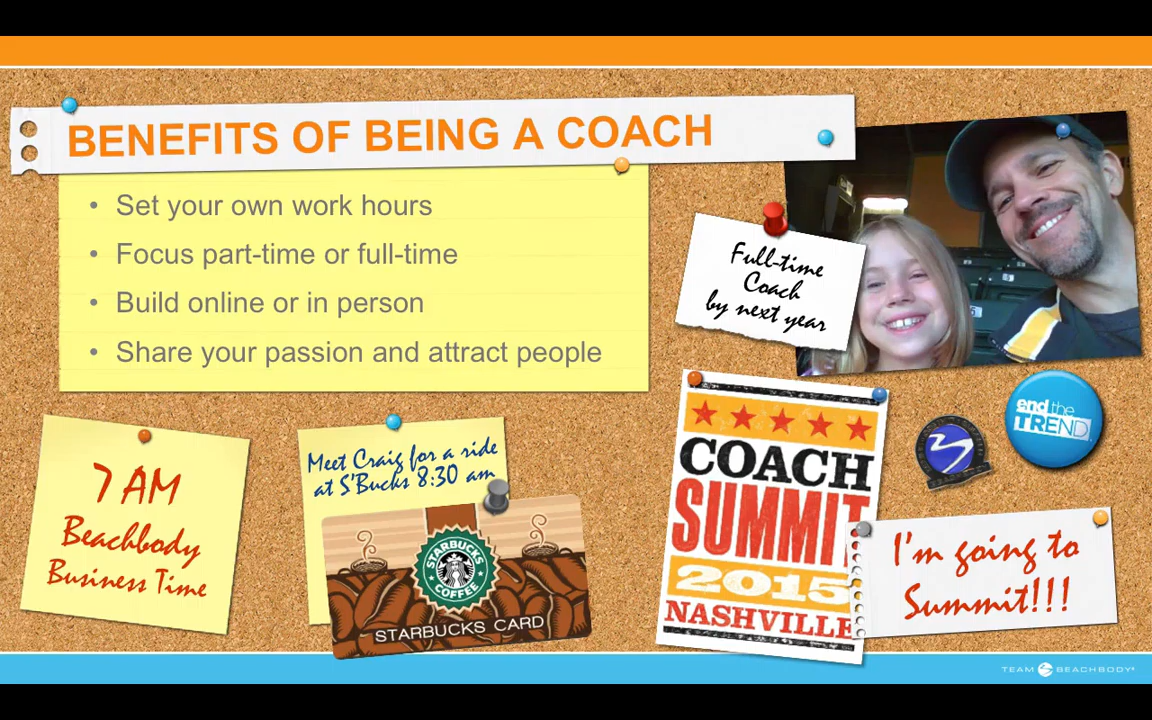 BENEFITS OF BEING A COACH
• Set your own work hours
• Focus part-time or full-time
• Build online or in person
• Share your passion and attract people
Full-time
Coach
by next year
7 AM
Beachbody
Business Time
Meet Craig for a ride
at S'Bucks 8:30 am
STARBUCKS
COFFEE
STARBUCKS CARD
COACH
SUMMIT
2015
NASHVILLE
end the
TREND
I'm going to
Summit!!!
TEAM BEACHBODY